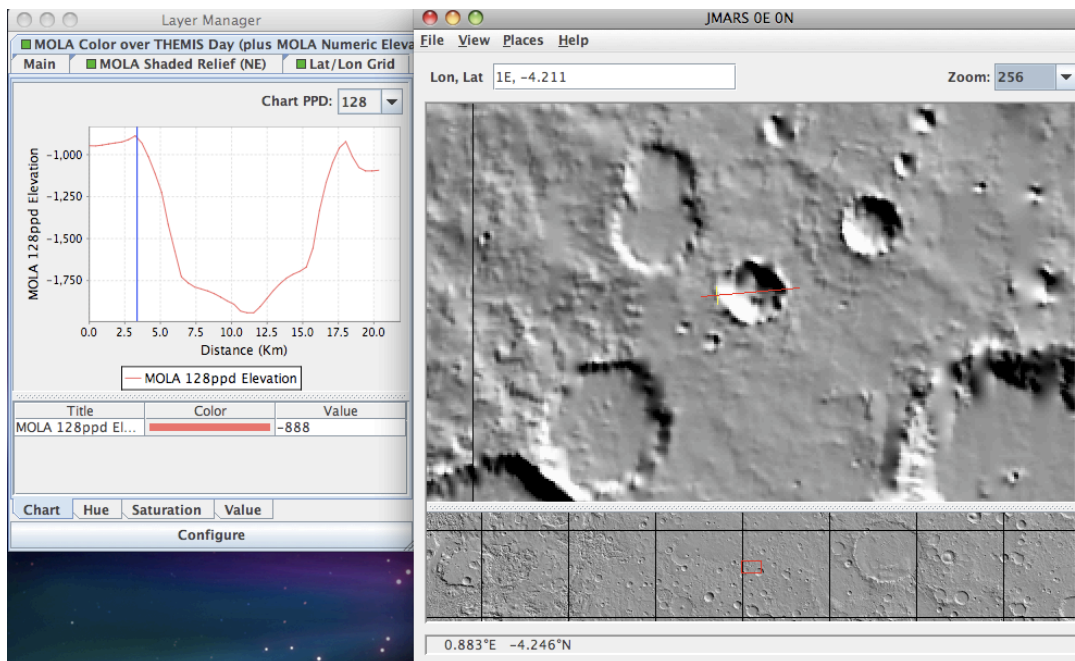 Layer Manager
MOLA Color over THEMIS Day (plus MOLA Numeric Eleva
Main
MOLA Shaded Relief (NE)
Lat/Lon Grid
Chart PPD: 128
MOLA 128ppd Elevation
-1,000
-1,250
-1,500
-1,750
0.0 2.5 5.0 7.5 10.0 12.5 15.0 17.5 20.0
Distance (Km)
MOLA 128ppd Elevation
Title Color Value
MOLA 128ppd El... -888
Chart Hue Saturation Value
Configure
JMARS 0E 0N
File View Places Help
Lon, Lat 1E, -4.211 Zoom: 256
0.883°E -4.246°N